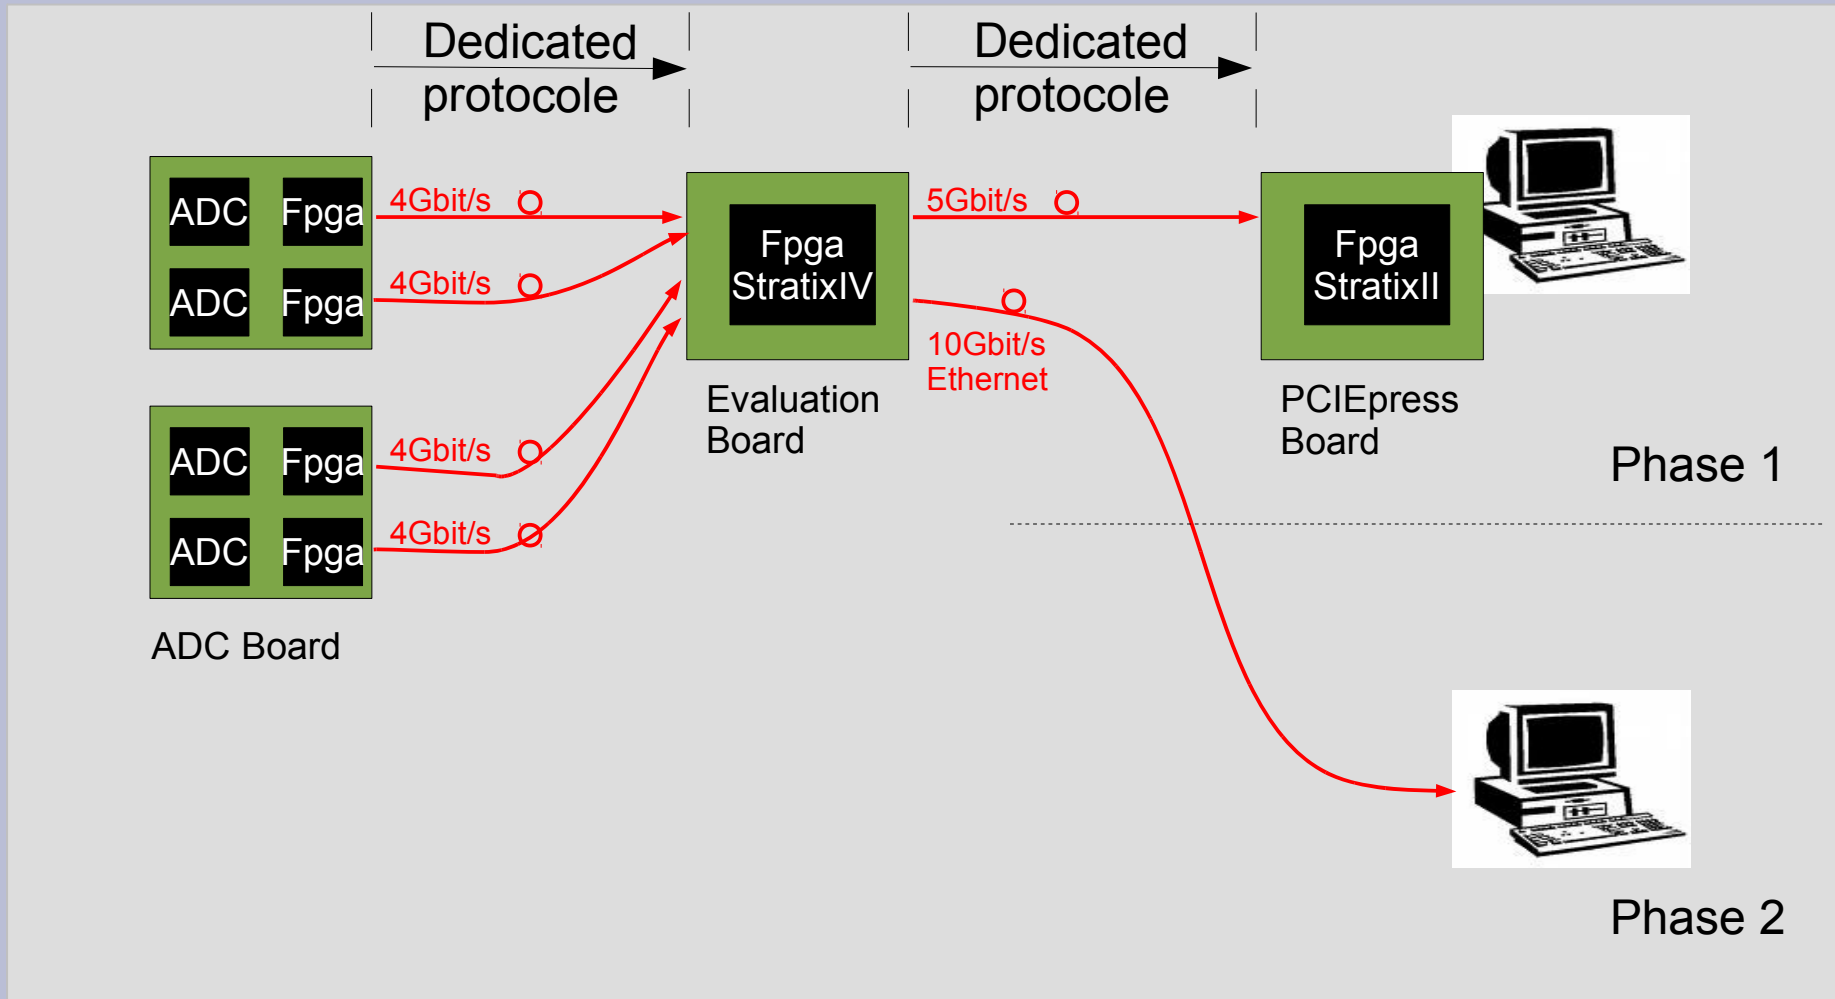 Dedicated
protocole
Dedicated
protocole
ADC Fpga
ADC Fpga
4Gbit/s
4Gbit/s
ADC Fpga
ADC Fpga
4Gbit/s
4Gbit/s
ADC Board
Fpga
StratixIV
Evaluation
Board
5Gbit/s
10Gbit/s
Ethernet
Fpga
StratixII
PCIEpress
Board
Phase 1
Phase 2